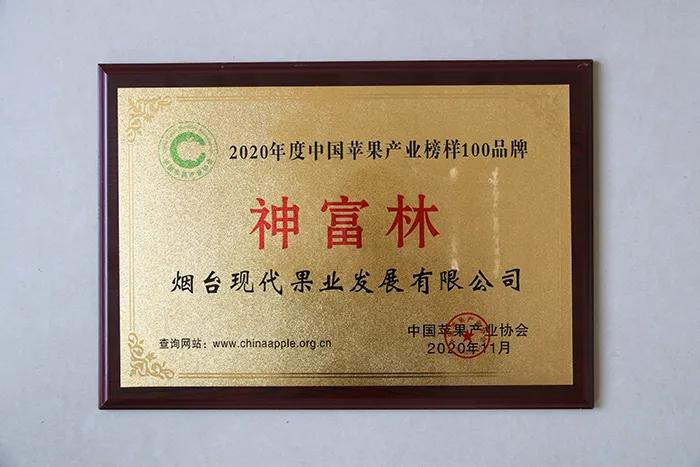 2020年度中国苹果产业榜样100品牌
神富林
烟台现代果业发展有限公司
中国苹果产业协会
查询网站：www.chinaapple.org.cn
2020年11月